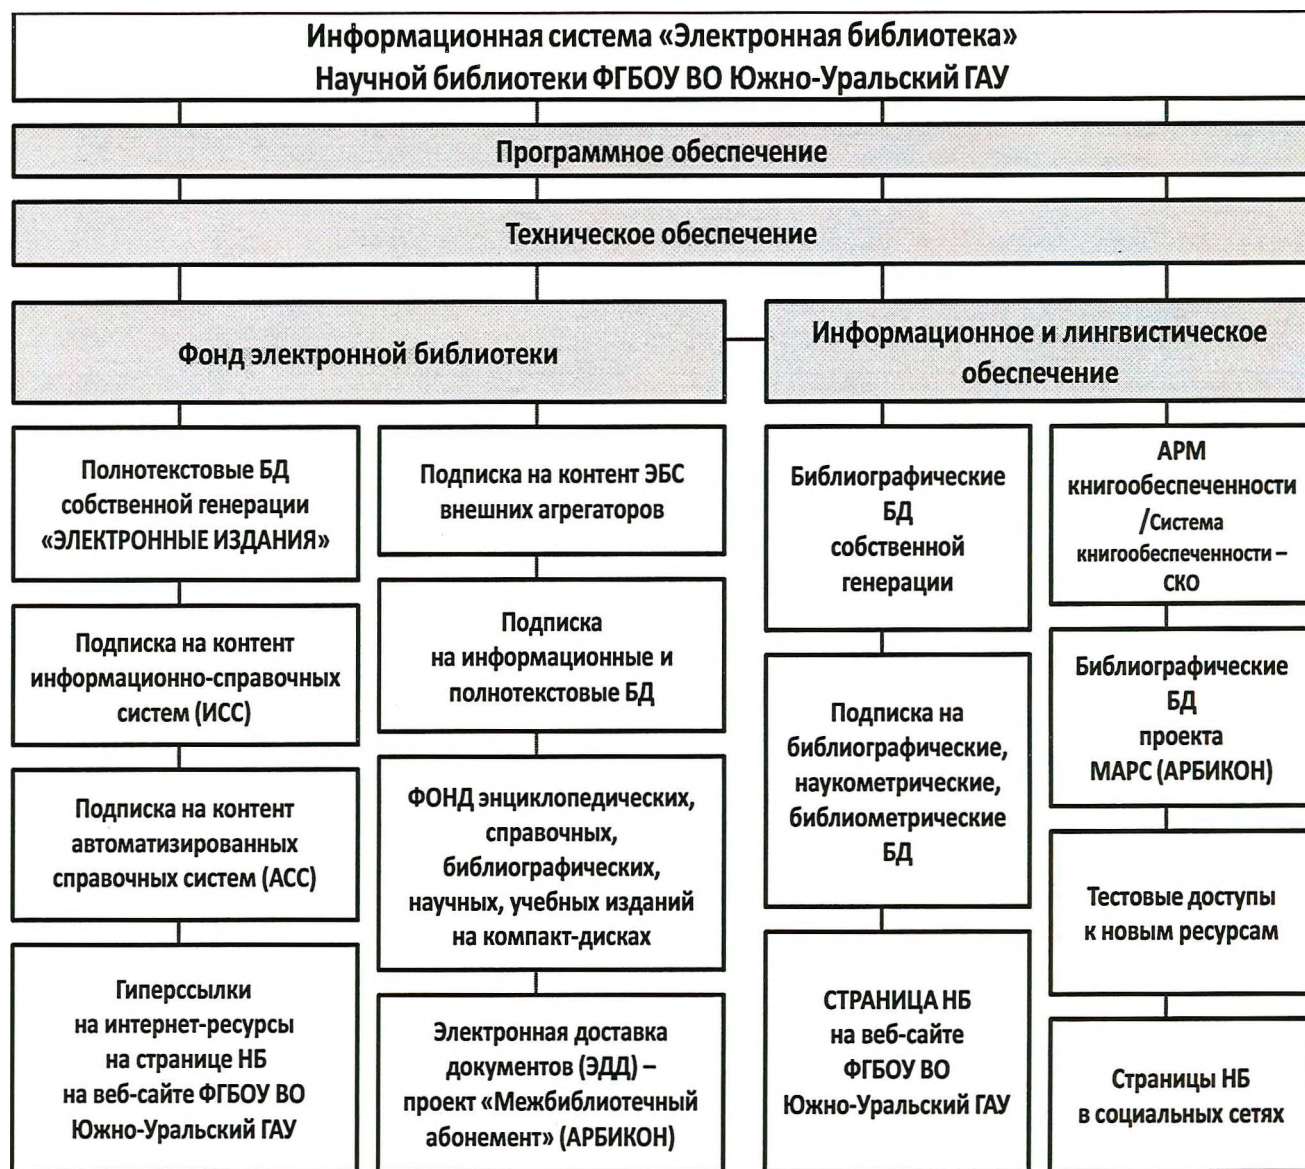 Информационная система «Электронная библиотека»
Научной библиотеки ФГБОУ ВО Южно-Уральский ГАУ
Программное обеспечение
Техническое обеспечение
Фонд электронной библиотеки
Информационное и лингвистическое
обеспечение
Полнотекстовые БД
собственной генерации
«ЭЛЕКТРОННЫЕ ИЗДАНИЯ»
Подписка на контент
информационно-справочных
систем (ИСС)
Подписка на контент
автоматизированных
справочных систем (АСС)
Гиперссылки
на интернет-ресурсы
на странице НБ
на веб-сайте ФГБОУ ВО
Южно-Уральский ГАУ
Подписка на контент ЭБС
внешних агрегаторов
Подписка
на информационные и
полнотекстовые БД
ФОНД энциклопедических,
справочных,
библиографических,
научных, учебных изданий
на компакт-дисках
Электронная доставка
документов (ЭДД) –
проект «Межбиблиотечный
абонемент» (АРБИКОН)
Библиографические
БД
собственной
генерации
Подписка на
библиографические,
наукометрические,
библиометрические
БД
СТРАНИЦА НБ
на веб-сайте
ФГБОУ ВО
Южно-Уральский ГАУ
АРМ
книгообеспеченности
/Система
книгообеспеченности –
СКО
Библиографические
БД
проекта
МАРС (АРБИКОН)
Тестовые доступы
к новым ресурсам
Страницы НБ
в социальных сетях